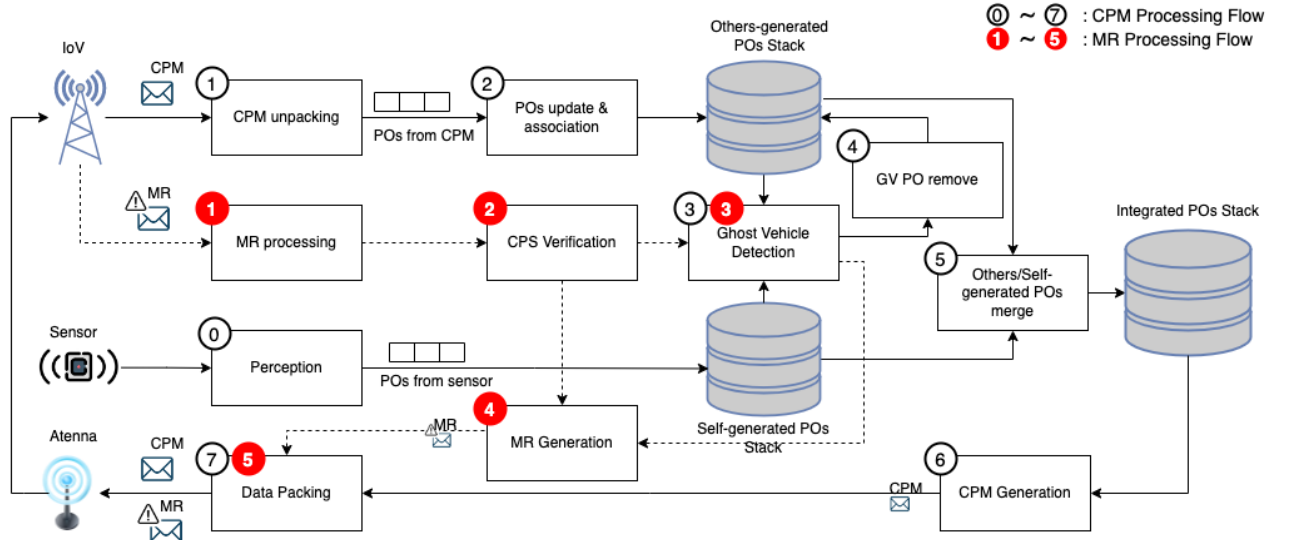 0 ~ 7 : CPM Processing Flow
1 ~ 5 : MR Processing Flow
IoV
CPM
1
CPM unpacking
POs from CPM
2
POs update &
association
Others-generated
POs Stack
4
GV PO remove
MR
1
MR processing
2
CPS Verification
3
3
Ghost Vehicle
Detection
5
Others/Self-
generated POs
merge
Integrated POs Stack
Sensor
0
Perception
POs from sensor
Self-generated POs
Stack
4
MR Generation
MR
Atenna
CPM
MR
7
5
Data Packing
CPM
6
CPM Generation